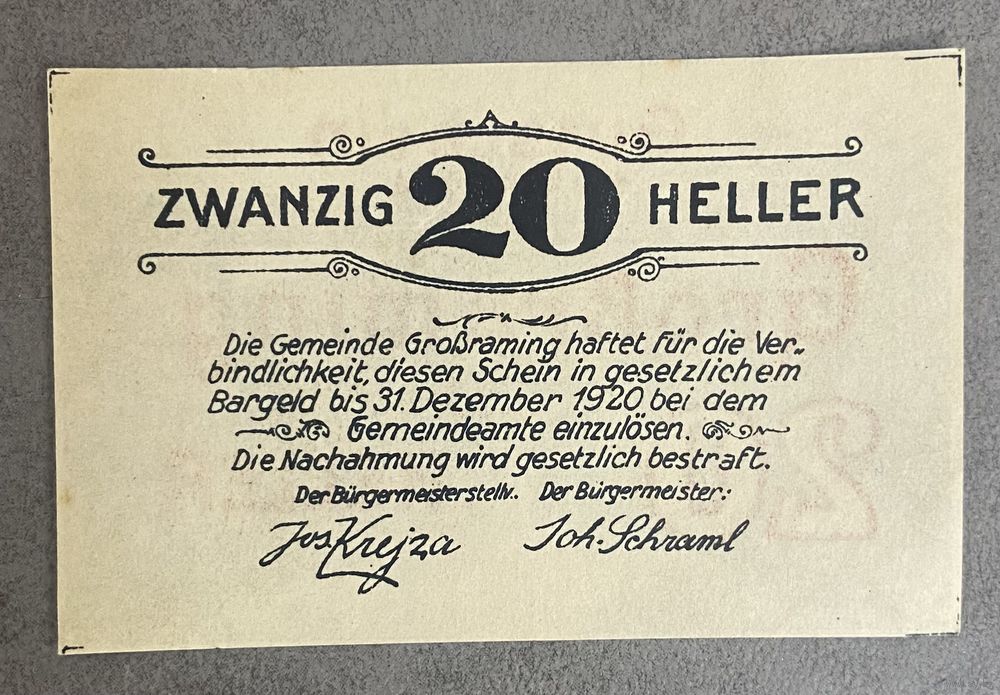 ZWANZIG 20 HELLER
Die Gemeinde Großraming haftet für die Ver-
bindlichkeit, diesen Schein in gesetzlichem
Bargeld bis 31. Dezember 1920 bei dem
Gemeindeamte einzulösen.
Die Nachahmung wird gesetzlich bestraft.
Der Bürgermeisterstellv. Der Bürgermeister:
Jos Krejza Joh. Schraml